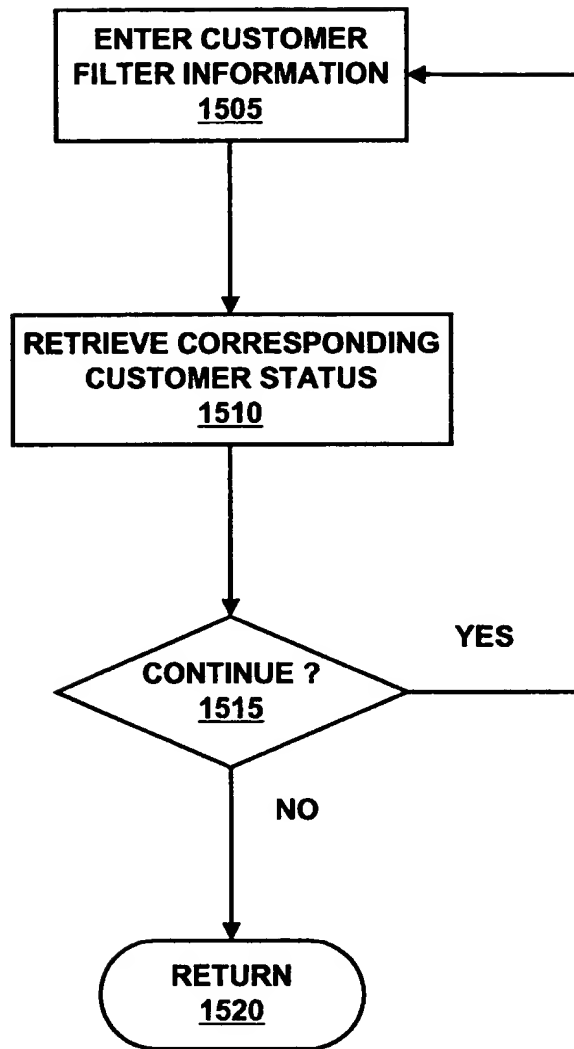 ENTER CUSTOMER
FILTER INFORMATION
1505
RETRIEVE CORRESPONDING
CUSTOMER STATUS
1510
CONTINUE ?
1515
YES
NO
RETURN
1520